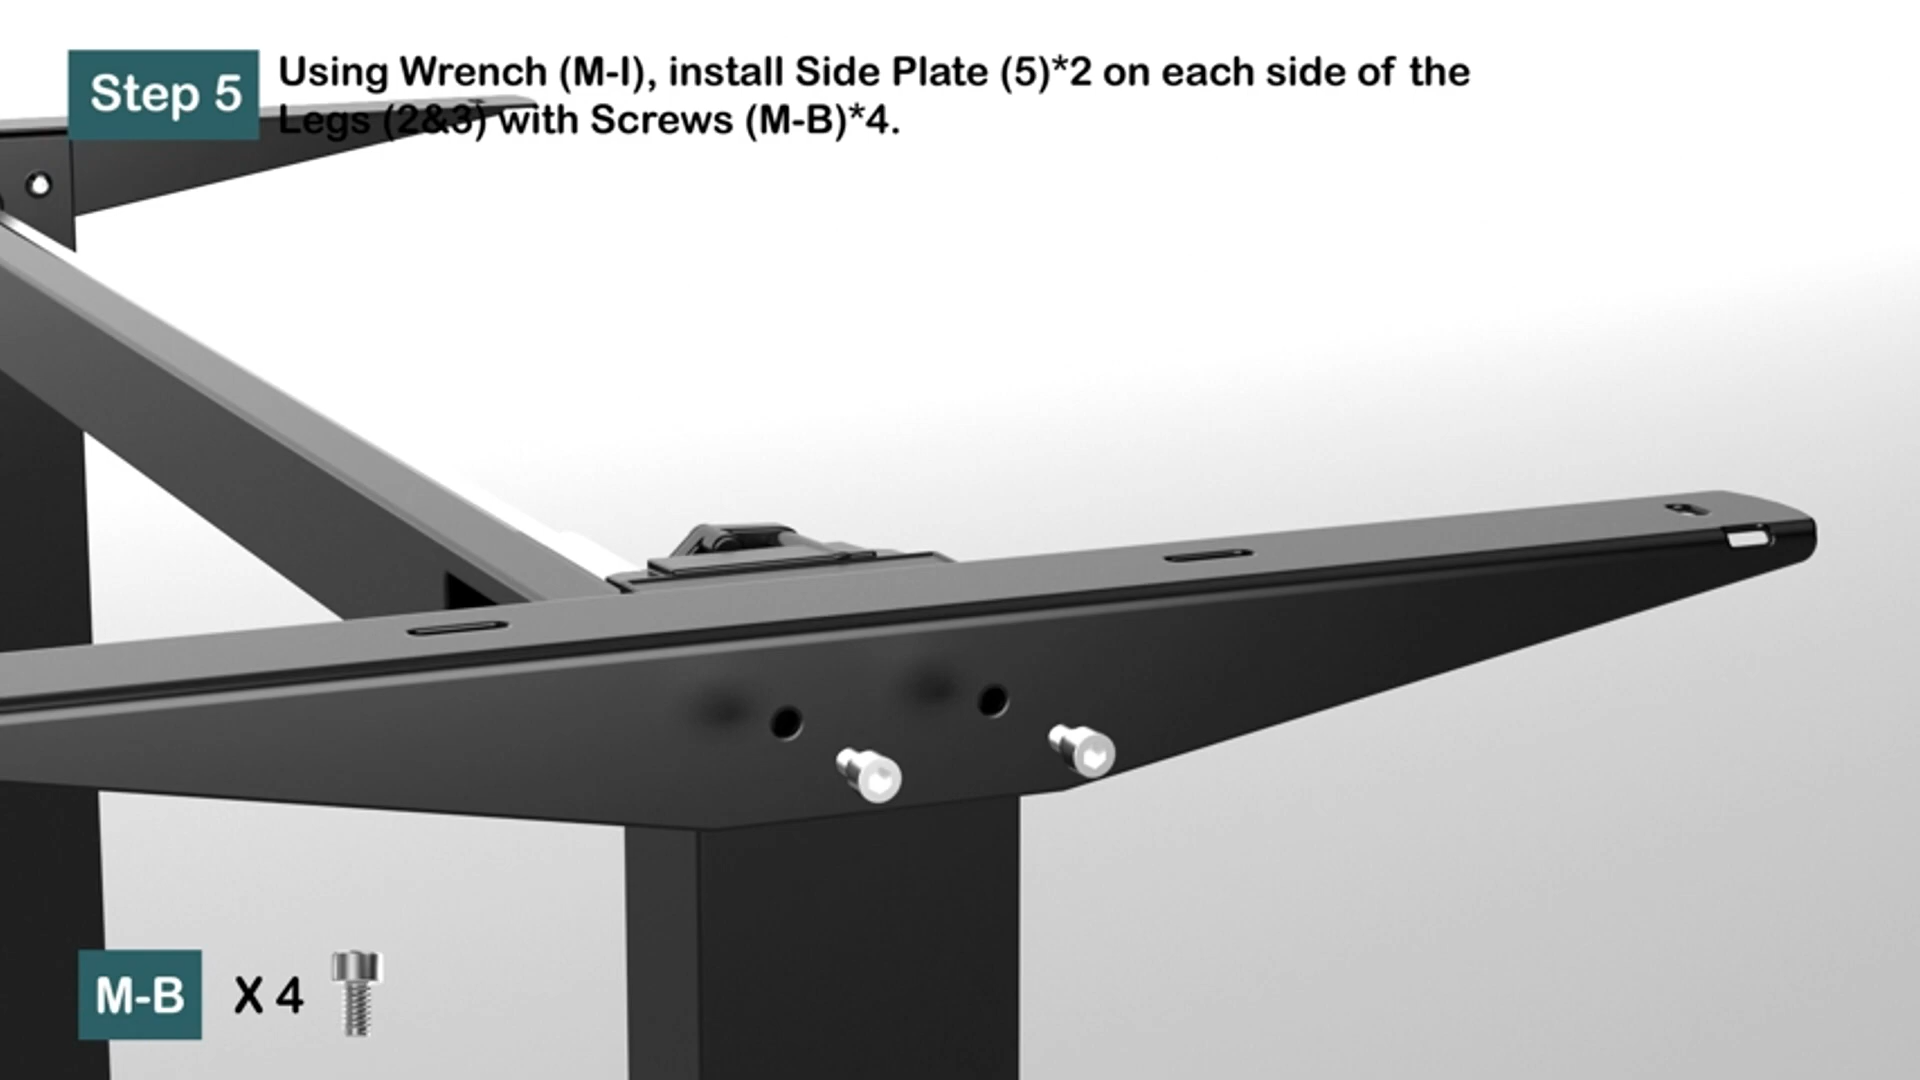 Step 5
Using Wrench (M-I), install Side Plate (5)*2 on each side of the
Legs (2&3) with Screws (M-B)*4.
M-B X 4